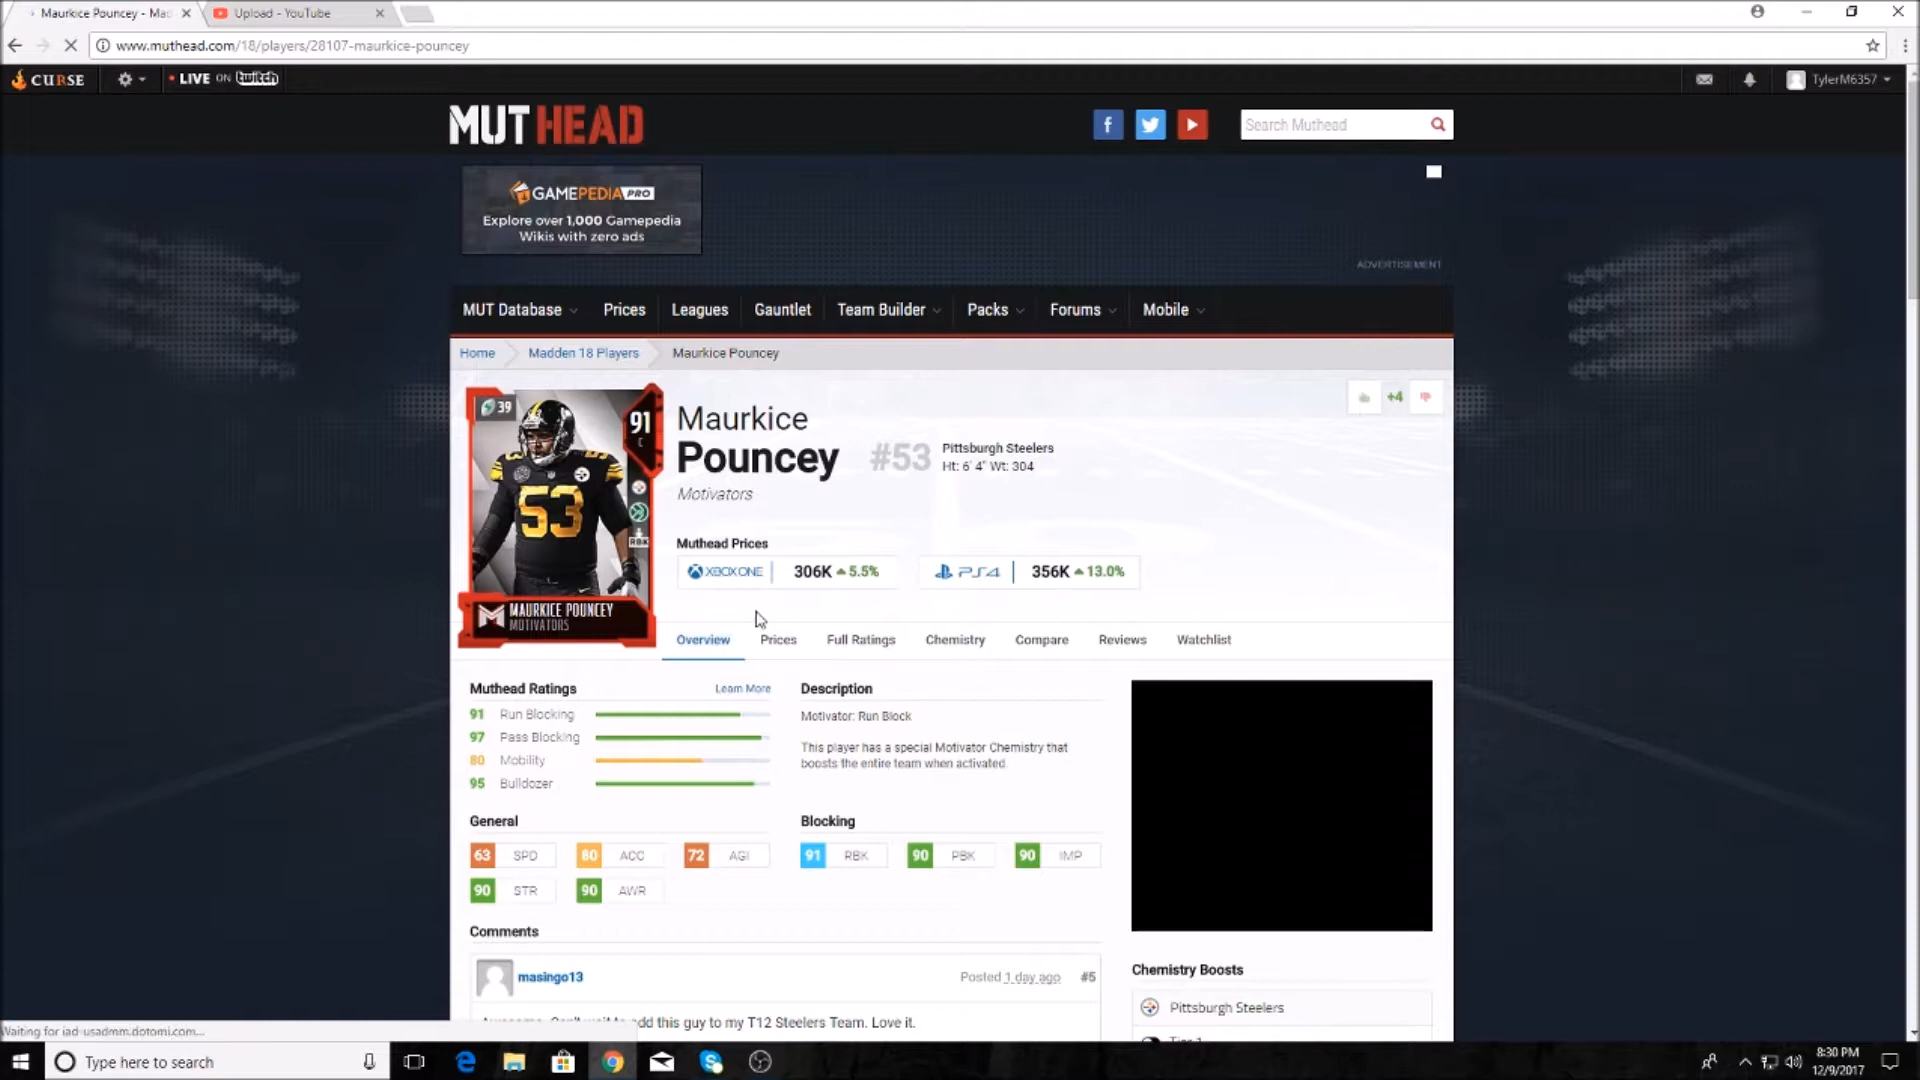 Maurkice Pouncey - Mad
Upload - YouTube
www.muthead.com/18/players/28107-maurkice-pouncey
CURSE
LIVE ON twitch
TylerM6357
MUTHEAD
f
Search Muthead
GAMEPEDIA PRO
Explore over 1,000 Gamepedia
Wikis with zero ads
ADVERTISEMENT
MUT Database Prices Leagues Gauntlet Team Builder Packs Forums Mobile
Home Madden 18 Players Maurkice Pouncey
39
91
C
53
RBK
MAURKICE POUNCEY
MOTIVATORS
+4
Maurkice
Pouncey #53
Pittsburgh Steelers
Ht: 6' 4" Wt: 304
Motivators
Muthead Prices
XBOX ONE 306K 5.5% PS4 356K 13.0%
Overview Prices Full Ratings Chemistry Compare Reviews Watchlist
Muthead Ratings Learn More
91 Run Blocking
97 Pass Blocking
80 Mobility
95 Bulldozer
Description
Motivator: Run Block
This player has a special Motivator Chemistry that
boosts the entire team when activated.
General
63 SPD 80 ACC 72 AGI
90 STR 90 AWR
Blocking
91 RBK 90 PBK 90 IMP
Comments
masingo13 Posted 1 day ago #5
add this guy to my T12 Steelers Team. Love it.
Chemistry Boosts
Pittsburgh Steelers
Waiting for iad-usadmm.dotomi.com...
Type here to search
8:30 PM
12/9/2017